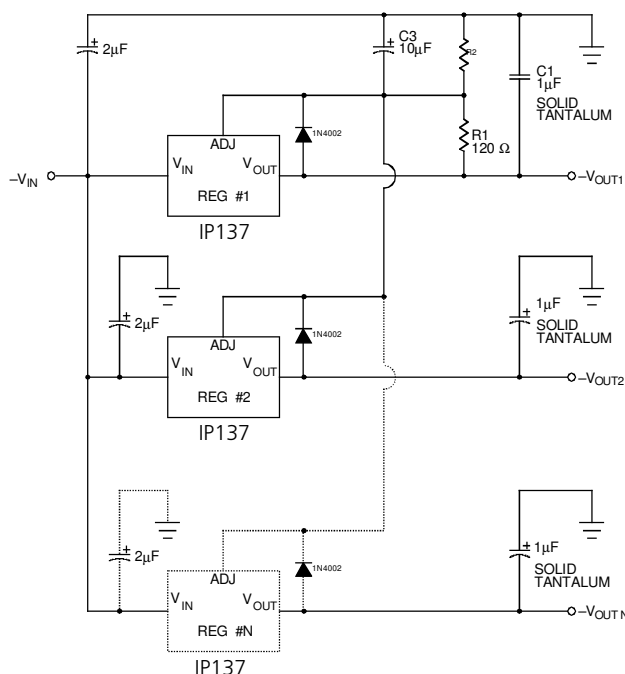 2µF
C3
10µF
R2
C1
1µF
SOLID
TANTALUM
R1
120 Ω
1N4002
ADJ
–VIN
VIN
VOUT
REG #1
–VOUT1
IP137
2µF
1N4002
1µF
SOLID
TANTALUM
ADJ
VIN
VOUT
REG #2
–VOUT2
IP137
2µF
1N4002
1µF
SOLID
TANTALUM
ADJ
VIN
VOUT
REG #N
–VOUT N
IP137